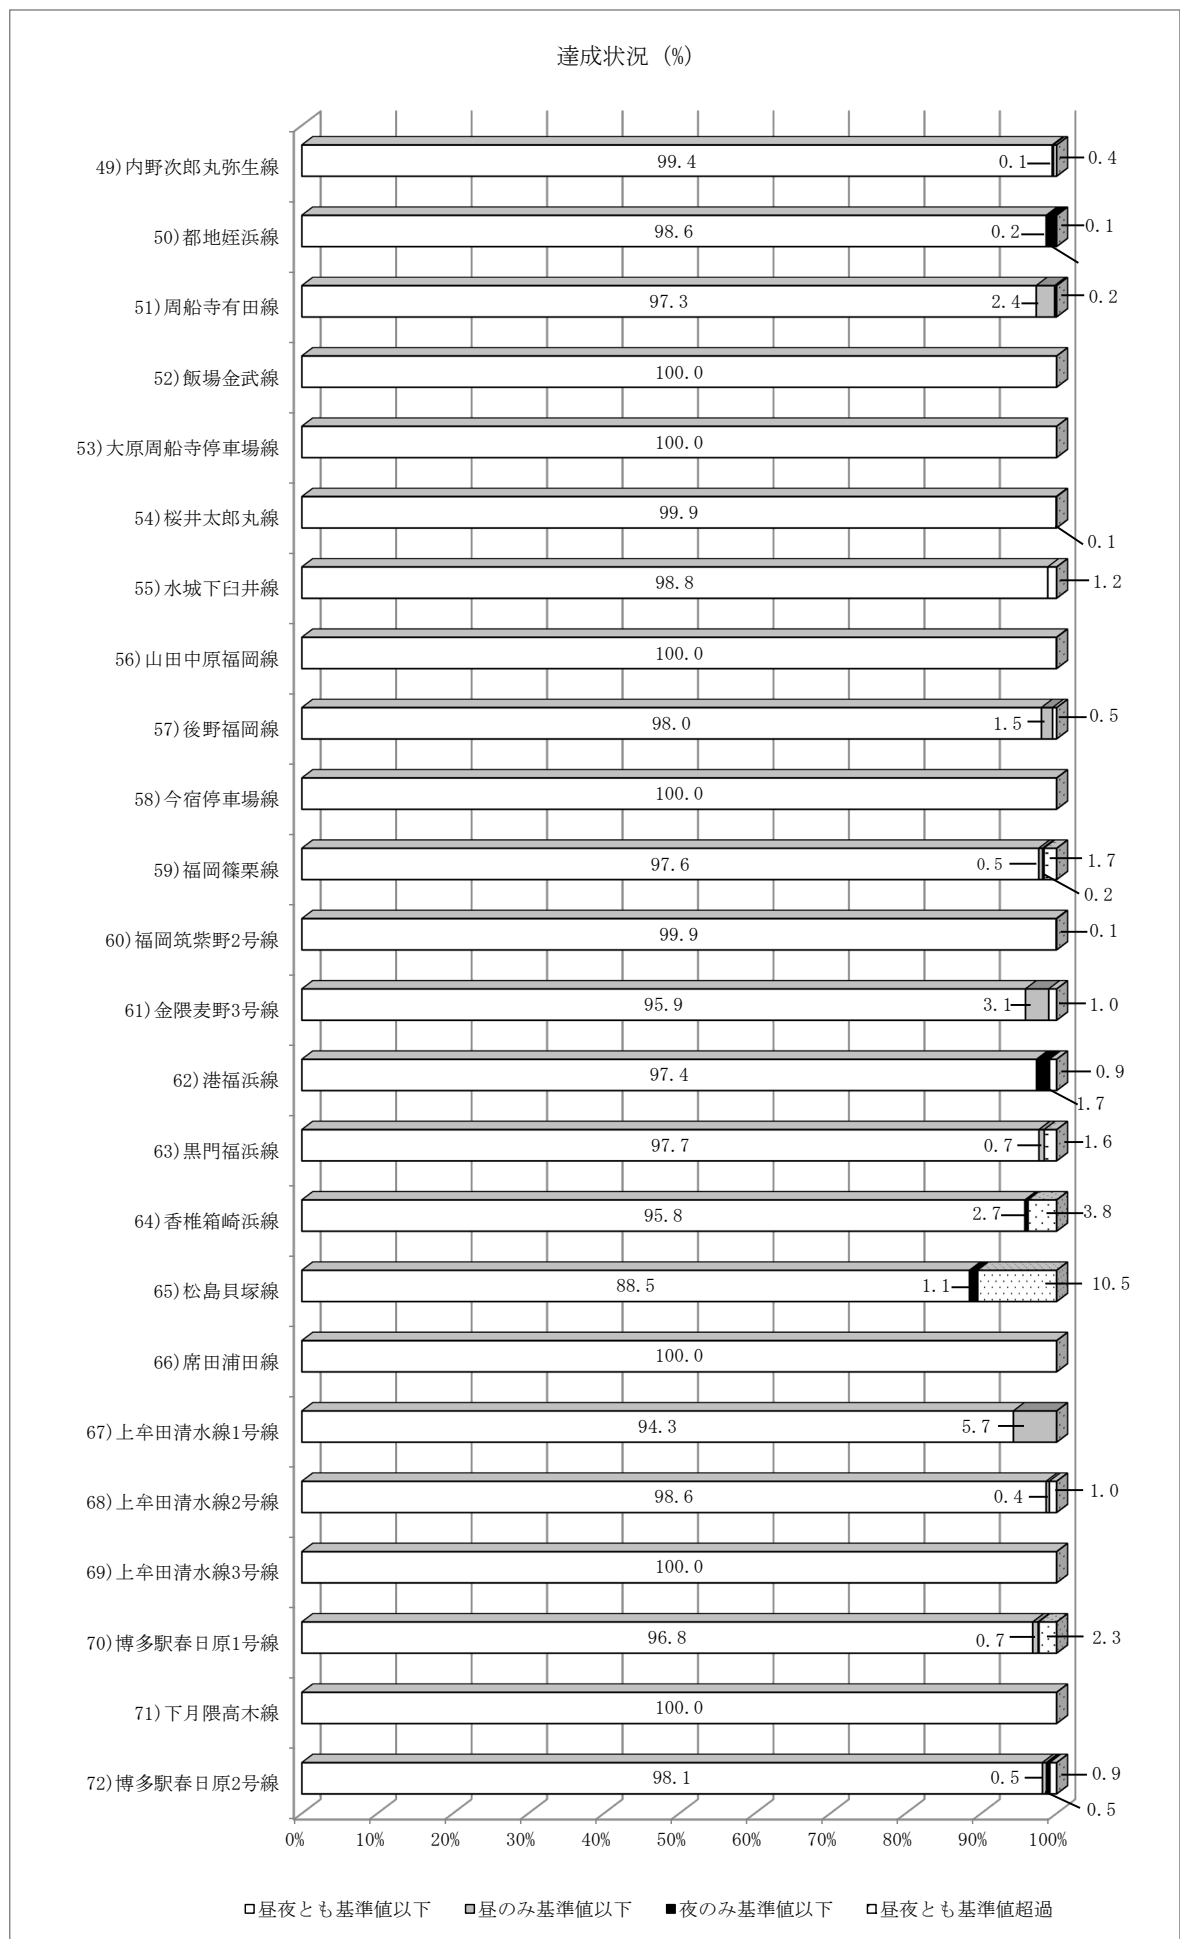 達成状況 (%)
49)内野次郎丸弥生線 99.4 0.1 0.4
50)都地姪浜線 98.6 0.2 0.1
51)周船寺有田線 97.3 2.4 0.2
52)飯場金武線 100.0
53)大原周船寺停車場線 100.0
54)桜井太郎丸線 99.9 0.1
55)水城下臼井線 98.8 1.2
56)山田中原福岡線 100.0
57)後野福岡線 98.0 1.5 0.5
58)今宿停車場線 100.0
59)福岡篠栗線 97.6 0.5 1.7
0.2
60)福岡筑紫野2号線 99.9 0.1
61)金隈麦野3号線 95.9 3.1 1.0
62)港福浜線 97.4 0.9
1.7
63)黒門福浜線 97.7 0.7 1.6
64)香椎箱崎浜線 95.8 2.7 3.8
65)松島貝塚線 88.5 1.1 10.5
66)席田浦田線 100.0
67)上牟田清水線1号線 94.3 5.7
68)上牟田清水線2号線 98.6 0.4 1.0
69)上牟田清水線3号線 100.0
70)博多駅春日原1号線 96.8 0.7 2.3
71)下月隈高木線 100.0
72)博多駅春日原2号線 98.1 0.5 0.9
0.5
0% 10% 20% 30% 40% 50% 60% 70% 80% 90% 100%
昼夜とも基準値以下 昼のみ基準値以下 夜のみ基準値以下 昼夜とも基準値超過